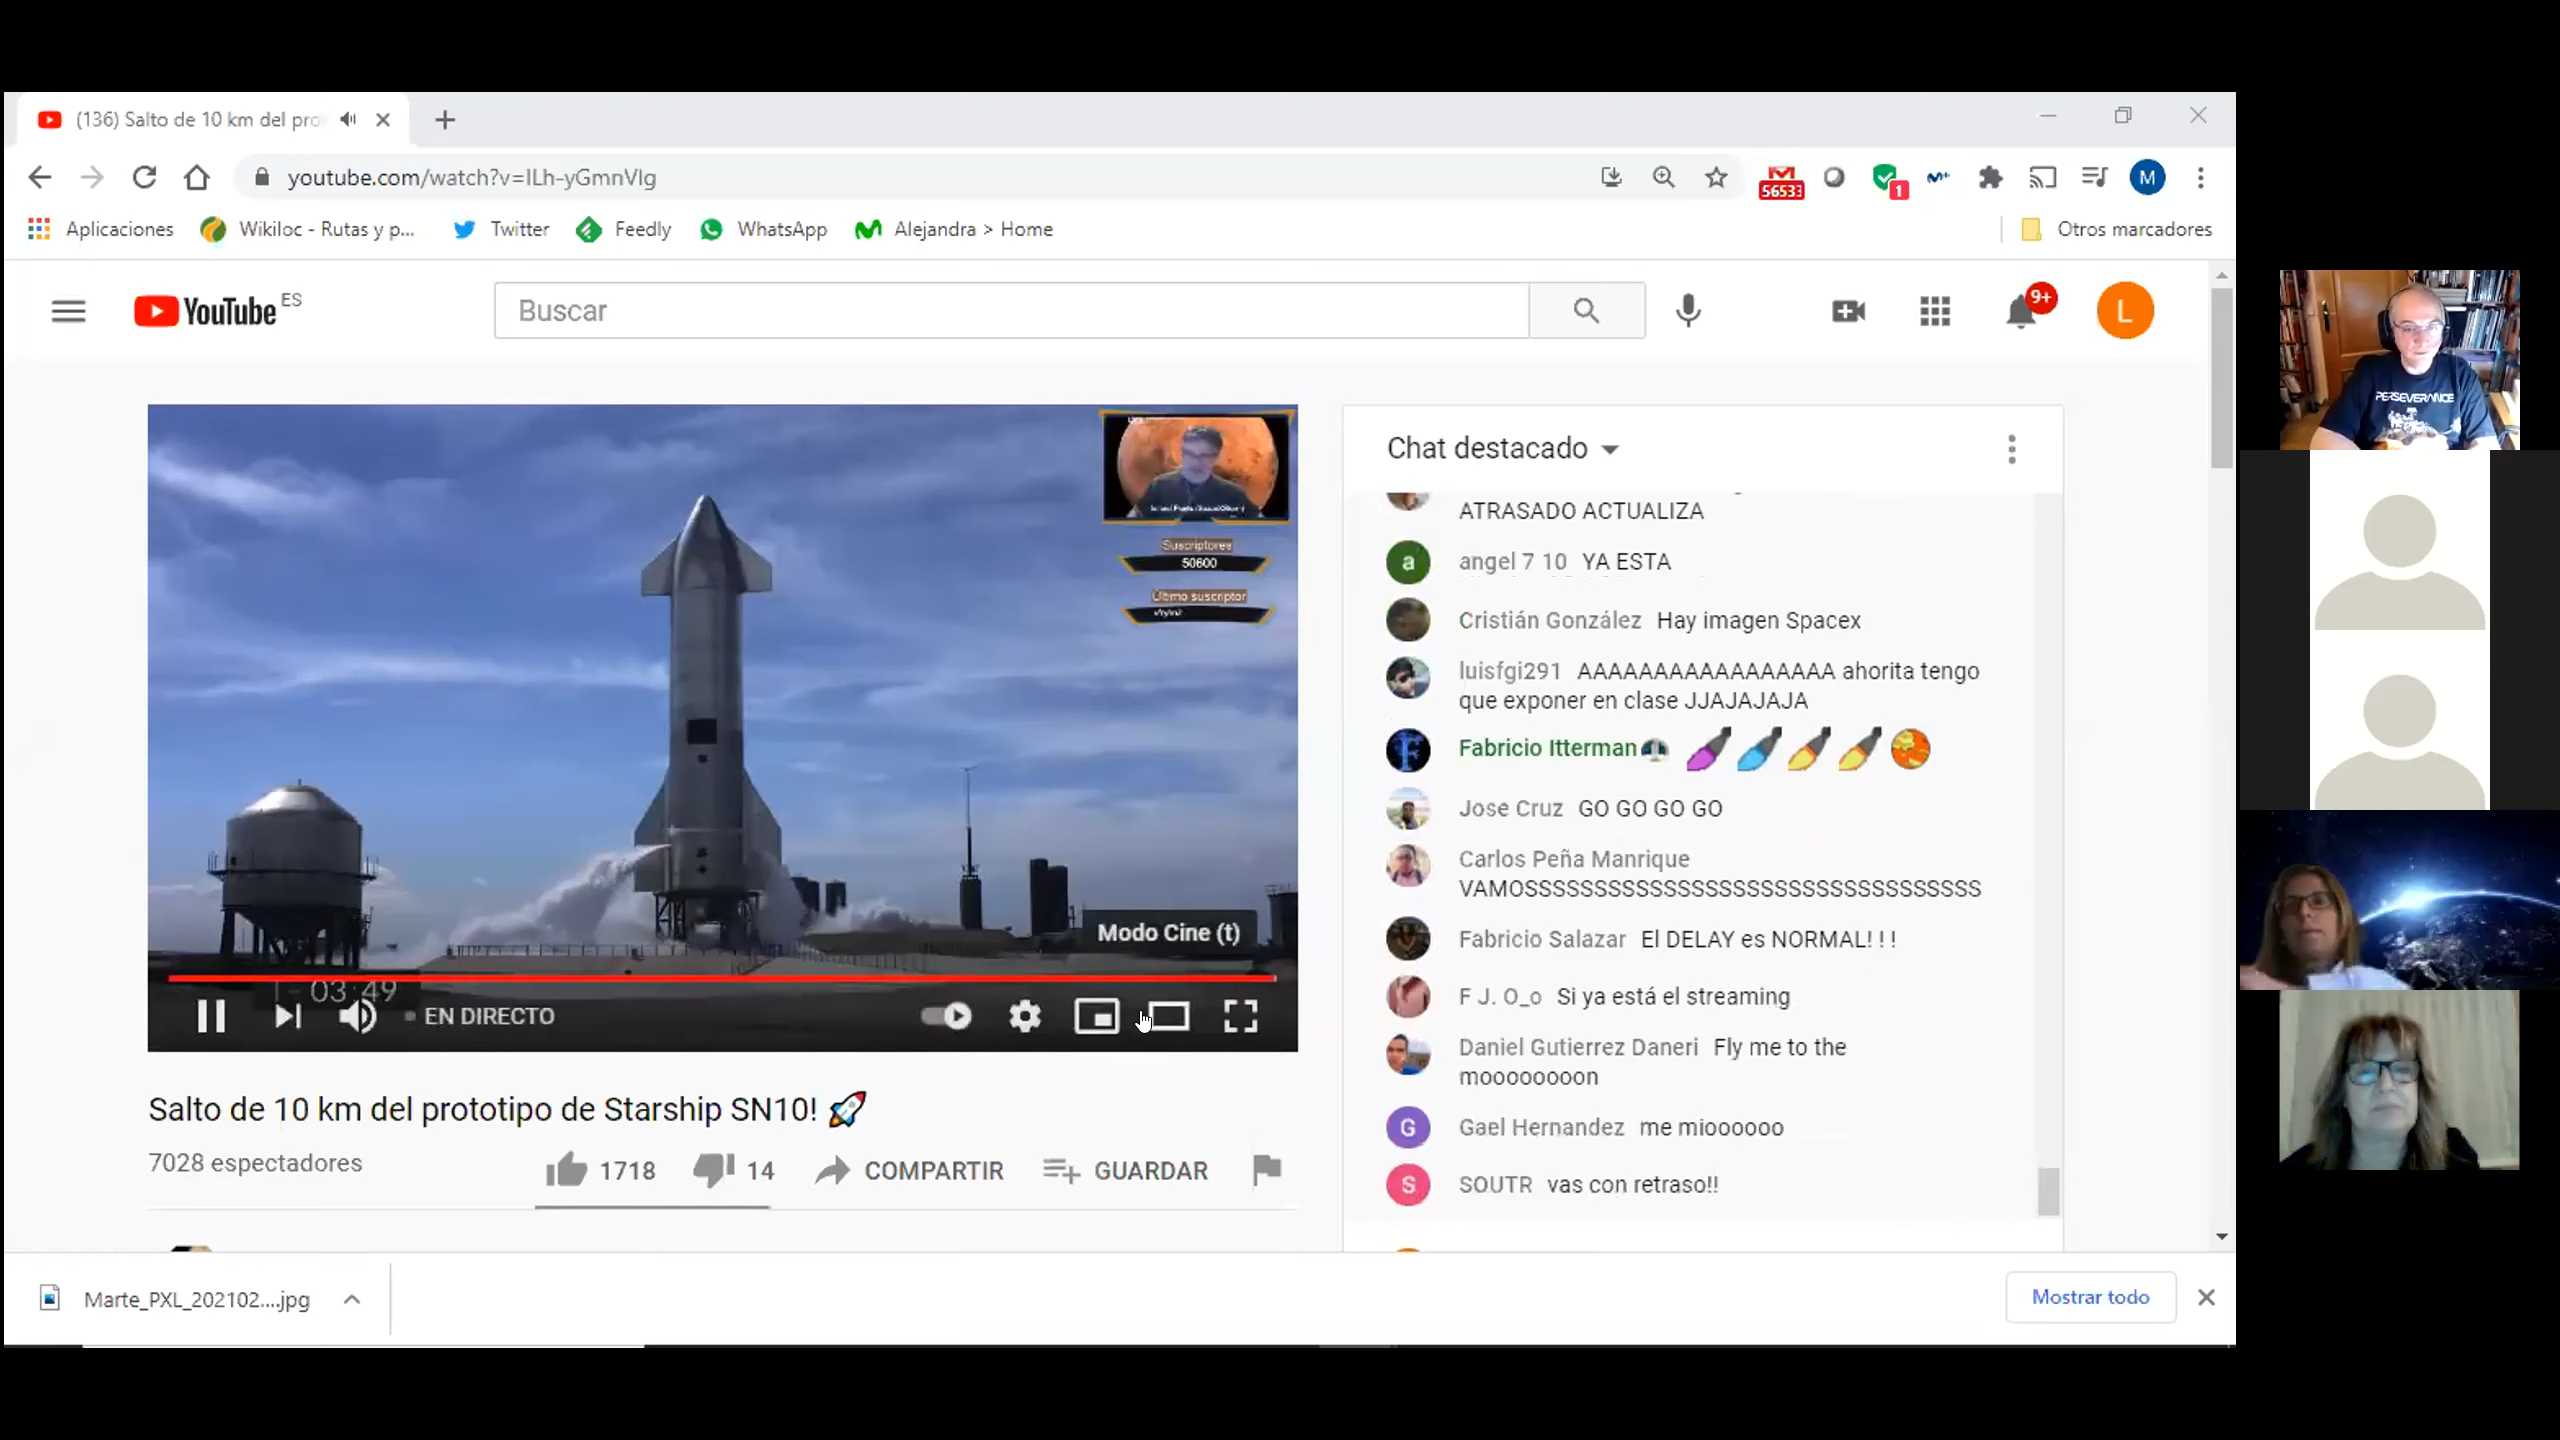 (136) Salto de 10 km del pro
youtube.com/watch?v=ILh-yGmnVIg
56533
1
M
Aplicaciones
Wikiloc - Rutas y p...
Twitter
Feedly
WhatsApp
Alejandra > Home
Otros marcadores
YouTube ES
Buscar
9+
L
PERSEVERANCE
Suscriptores
50600
Último suscriptor
Modo Cine (t)
03:49
EN DIRECTO
Salto de 10 km del prototipo de Starship SN10!
7028 espectadores
1718
14
COMPARTIR
GUARDAR
Chat destacado
ATRASADO ACTUALIZA
a
angel 7 10 YA ESTA
Cristián González Hay imagen Spacex
luisfgi291 AAAAAAAAAAAAAAAAA ahorita tengo
que exponer en clase JJAJAJAJA
Fabricio Itterman
Jose Cruz GO GO GO GO
Carlos Peña Manrique
VAMOSSSSSSSSSSSSSSSSSSSSSSSSSSSSSSSSS
Fabricio Salazar El DELAY es NORMAL! ! !
F J. O_o Si ya está el streaming
Daniel Gutierrez Daneri Fly me to the
mooooooooon
G
Gael Hernandez me mioooooo
S
SOUTR vas con retraso!!
Marte_PXL_202102....jpg
Mostrar todo